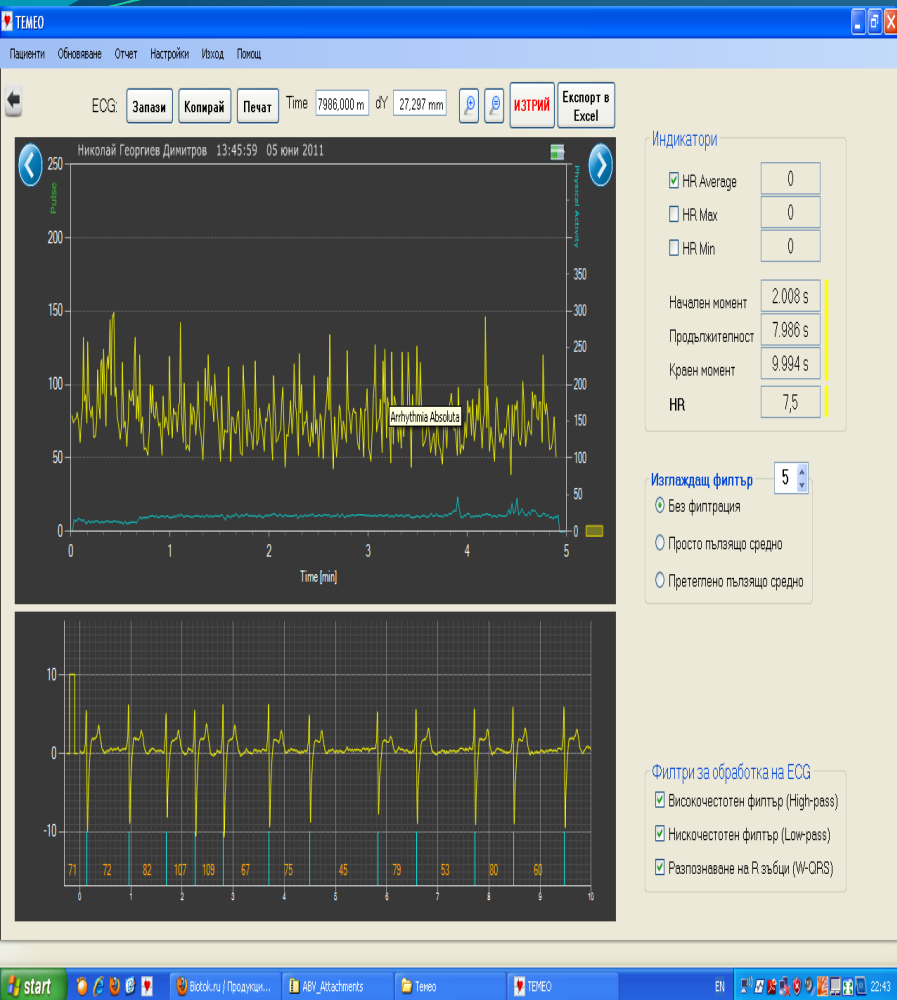 TEMEO
Пациенти Обновяване Отчет Настройки Изход Помощ
ECG: Запази Копирай Печат Time 7986,000 m dY 27,297 mm ИЗТРИЙ Експорт в Excel
Николай Георгиев Димитров 13:45:59 05 юни 2011
Pulse
250
200
150
100
50
0
Physical Activity
350
300
250
200
150
100
50
0
Arrhythmia Absoluta
0 1 2 3 4 5
Time [min]
10
0
-10
71 72 82 107 109 67 75 45 79 53 80 60
0 1 2 3 4 5 6 7 8 9 10
Индикатори
HR Average 0
HR Max 0
HR Min 0
Начален момент 2.008 s
Продължителност 7.986 s
Краен момент 9.994 s
HR 7,5
Изглаждащ филтър 5
Без филтрация
Просто пълзящо средно
Претеглено пълзящо средно
Филтри за обработка на ECG
Високочестотен филтър (High-pass)
Нискочестотен филтър (Low-pass)
Разпознаване на R зъбци (W-QRS)
start Biotok.ru / Продукци... ABV_Attachments Темео TEMEO EN 22:43